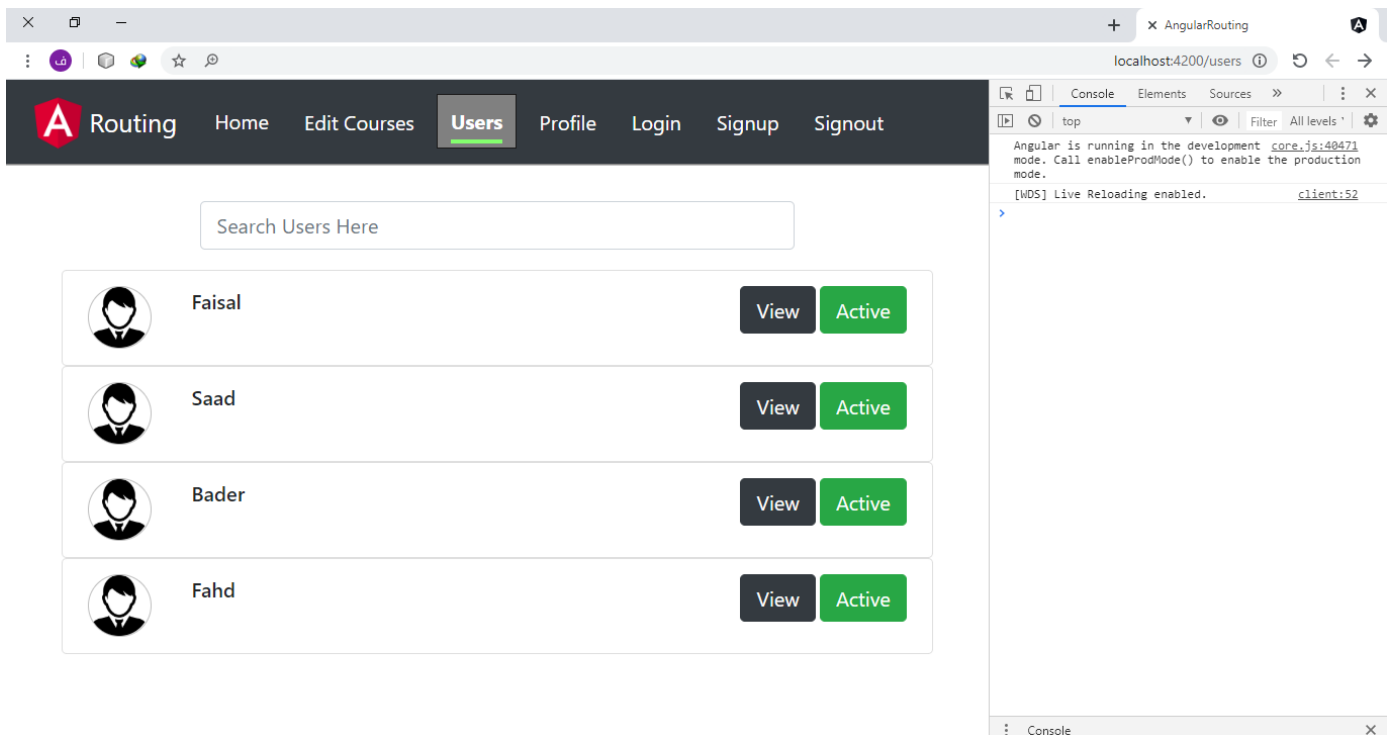 AngularRouting
ف
localhost:4200/users
Routing
Home
Edit Courses
Users
Profile
Login
Signup
Signout
Search Users Here
Faisal
View
Active
Saad
View
Active
Bader
View
Active
Fahd
View
Active
Console Elements Sources »
top Filter All levels
Angular is running in the development core.js:40471
mode. Call enableProdMode() to enable the production
mode.
[WDS] Live Reloading enabled. client:52
>
Console